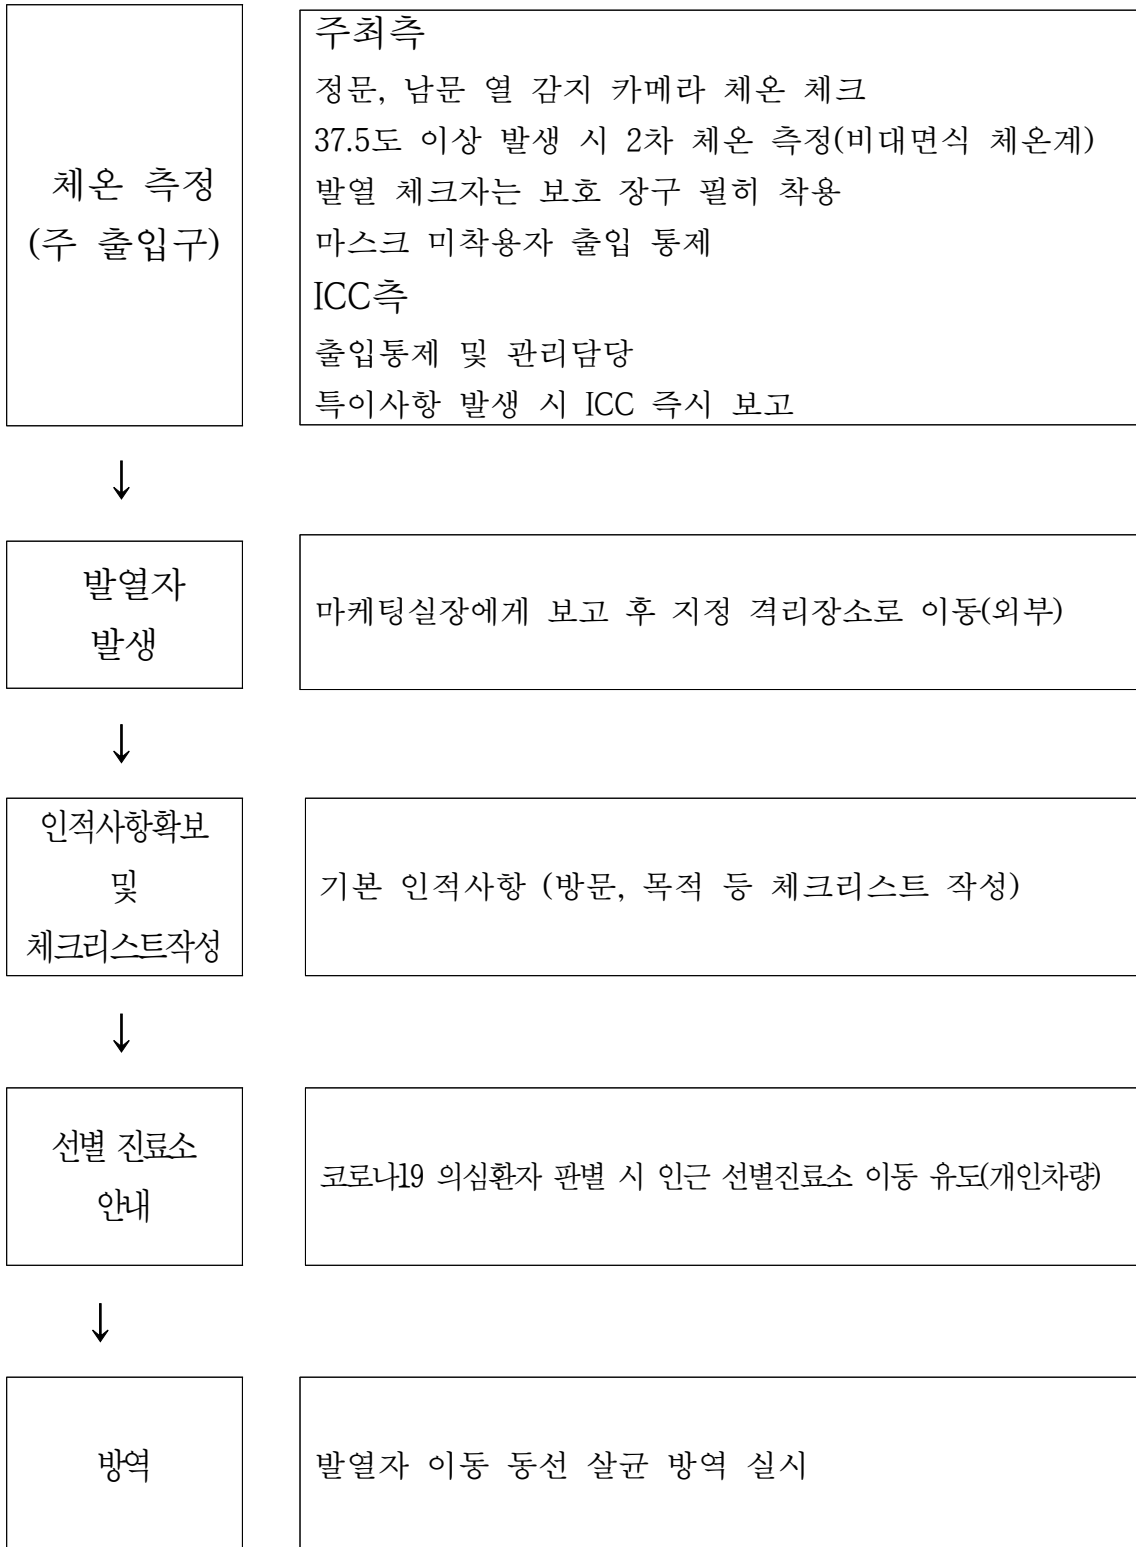 체온 측정
(주 출입구)
주최측
정문, 남문 열 감지 카메라 체온 체크
37.5도 이상 발생 시 2차 체온 측정(비대면식 체온계)
발열 체크자는 보호 장구 필히 착용
마스크 미착용자 출입 통제
ICC측
출입통제 및 관리담당
특이사항 발생 시 ICC 즉시 보고
↓
발열자
발생
마케팅실장에게 보고 후 지정 격리장소로 이동(외부)
↓
인적사항확보
및
체크리스트작성
기본 인적사항 (방문, 목적 등 체크리스트 작성)
↓
선별 진료소
안내
코로나19 의심환자 판별 시 인근 선별진료소 이동 유도(개인차량)
↓
방역
발열자 이동 동선 살균 방역 실시